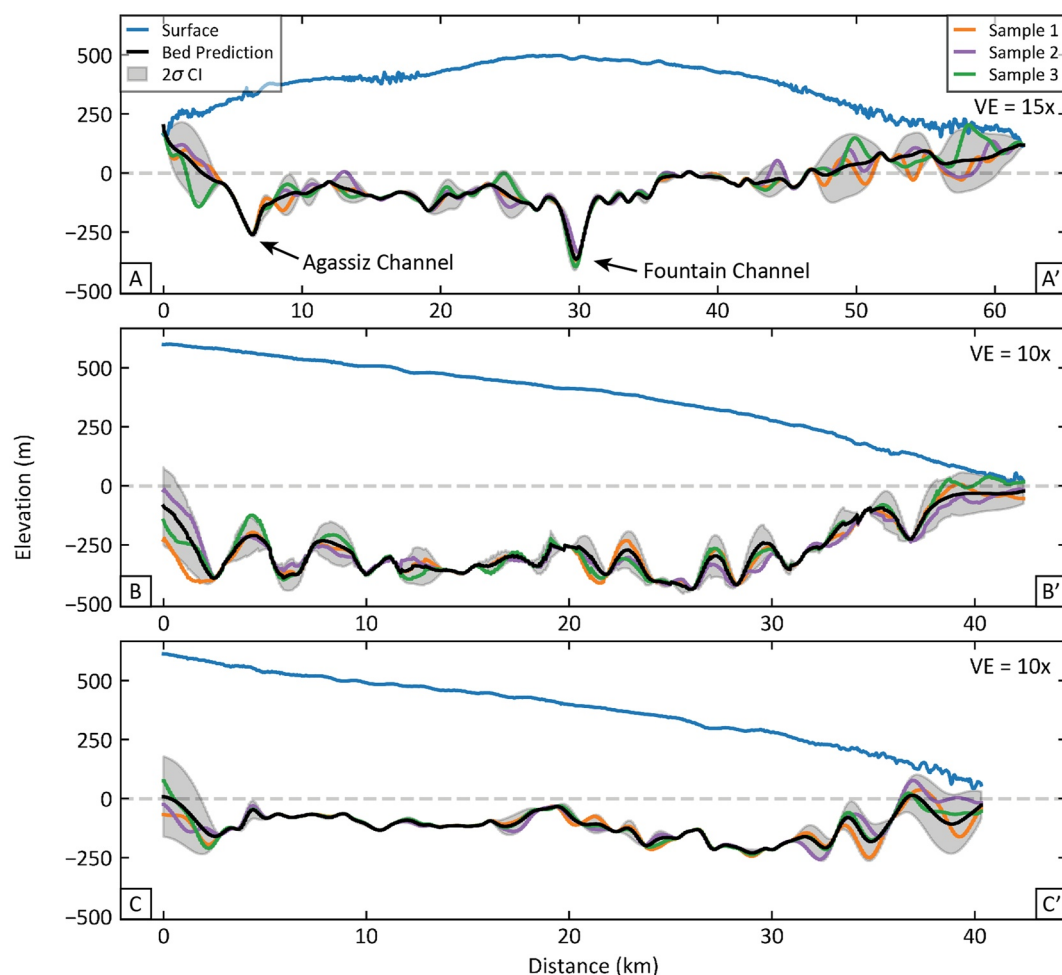 Surface
Bed Prediction
2σ CI
Sample 1
Sample 2
Sample 3
VE = 15x
500
250
0
−250
−500
Agassiz Channel
Fountain Channel
A
A’
0 10 20 30 40 50 60
VE = 10x
500
250
0
−250
−500
B
B’
0 10 20 30 40
Elevation (m)
VE = 10x
500
250
0
−250
−500
C
C’
0 10 20 30 40
Distance (km)